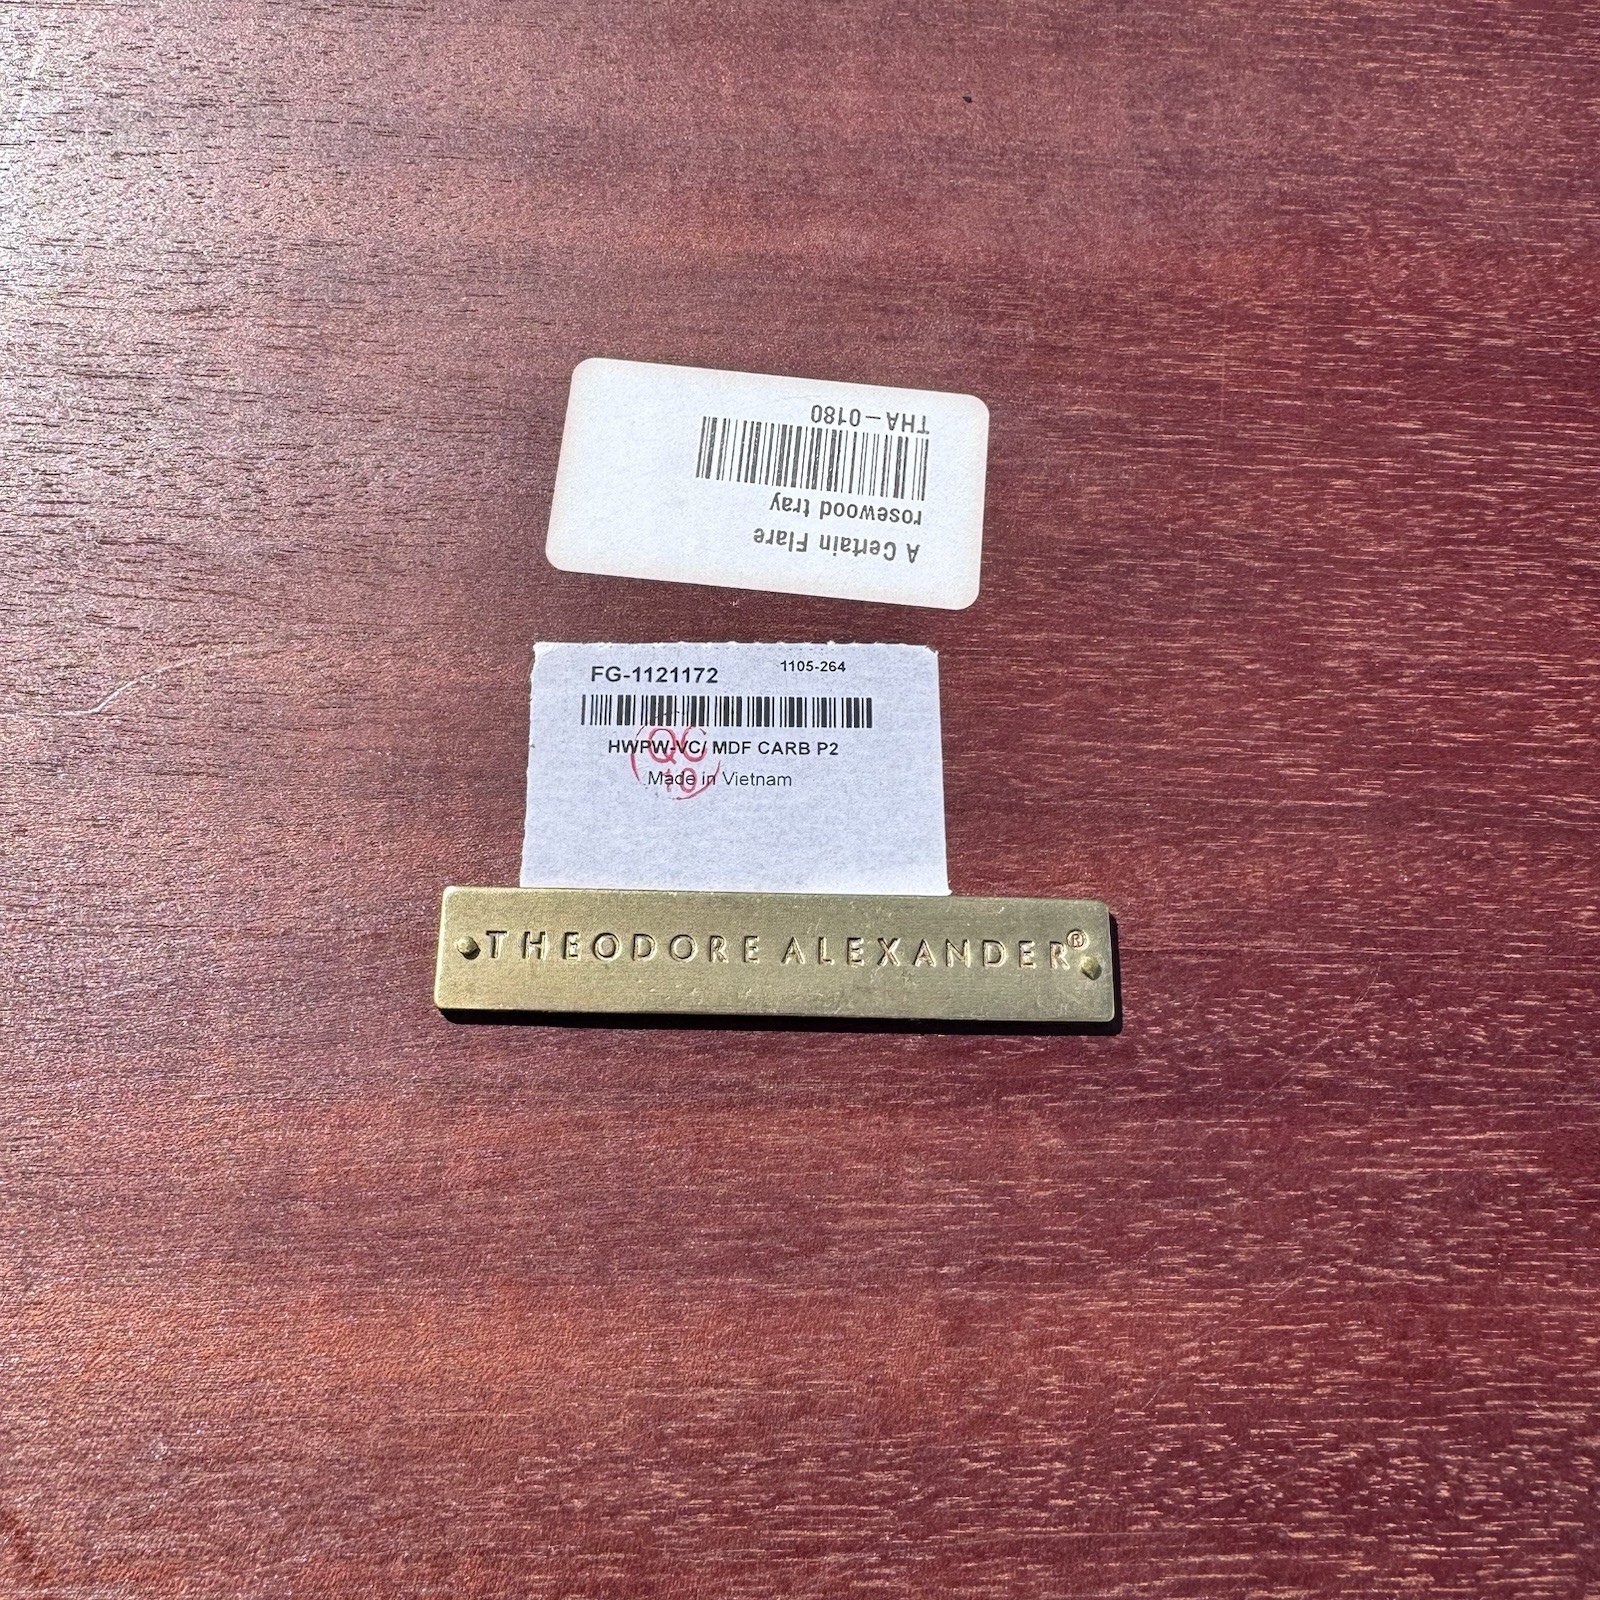 THA-0180
rosewood tray
A Certain Flare
FG-1121172 1105-264
HWPW-VC/ MDF CARB P2
Made in Vietnam
QC
10
THEODORE ALEXANDER®